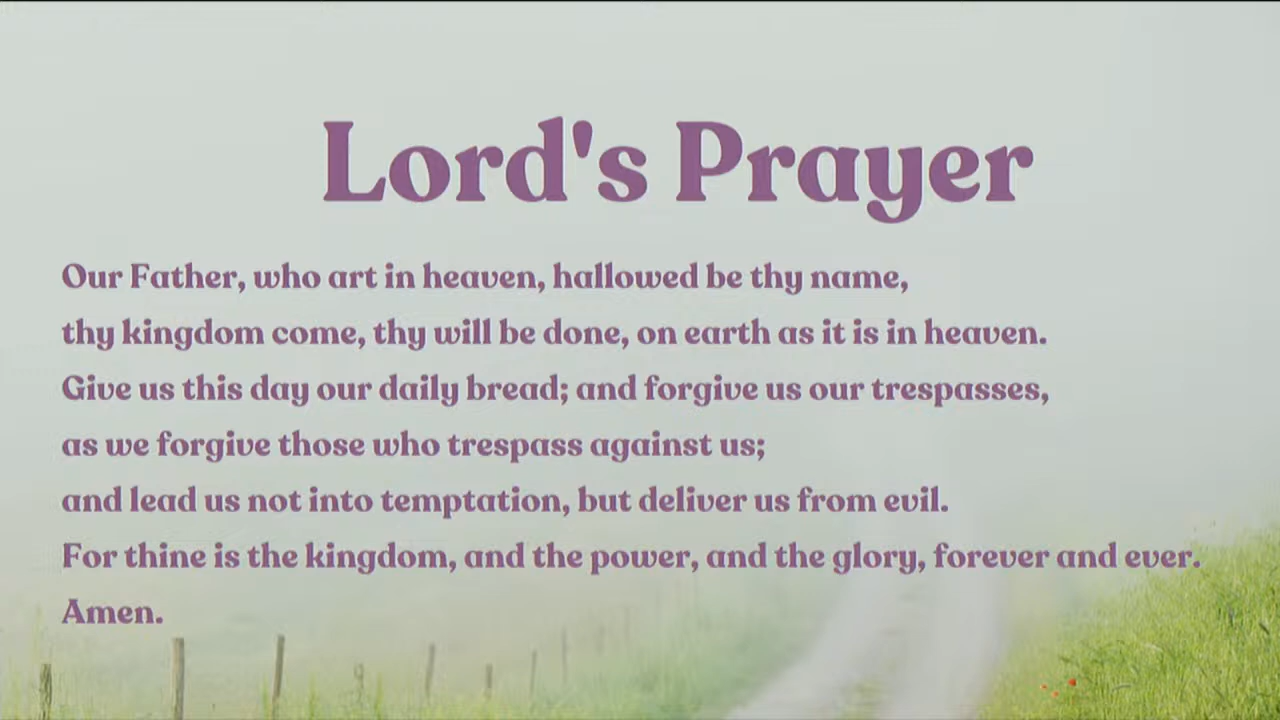 Lord's Prayer
Our Father, who art in heaven, hallowed be thy name,
thy kingdom come, thy will be done, on earth as it is in heaven.
Give us this day our daily bread; and forgive us our trespasses,
as we forgive those who trespass against us;
and lead us not into temptation, but deliver us from evil.
For thine is the kingdom, and the power, and the glory, forever and ever.
Amen.